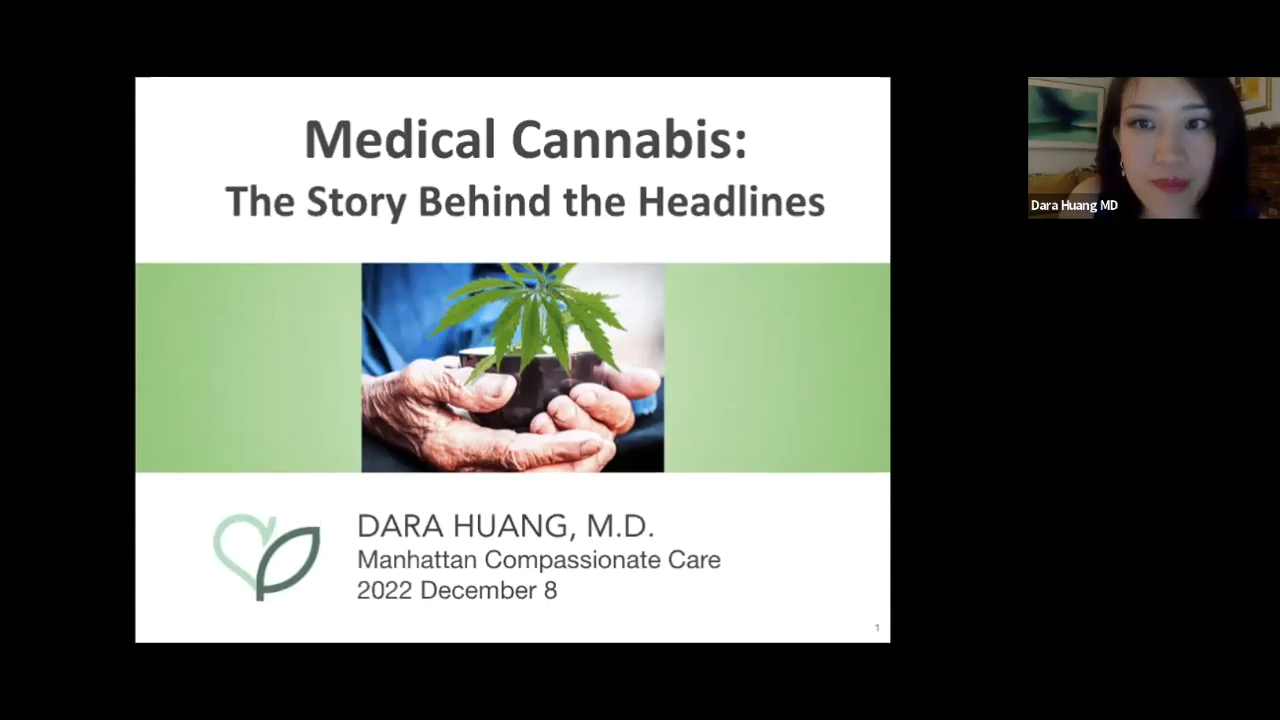 Medical Cannabis:
The Story Behind the Headlines
DARA HUANG, M.D.
Manhattan Compassionate Care
2022 December 8
1
Dara Huang MD